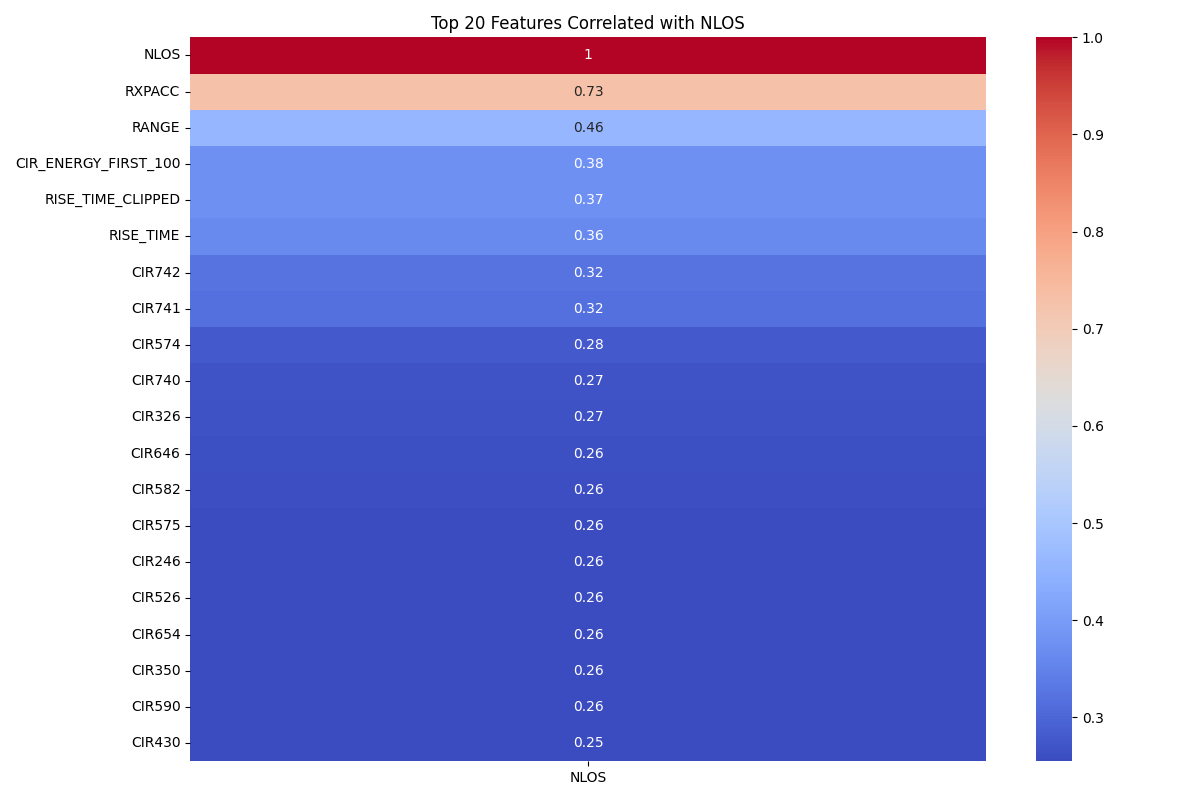 Top 20 Features Correlated with NLOS
NLOS 1
RXPACC 0.73
RANGE 0.46
CIR_ENERGY_FIRST_100 0.38
RISE_TIME_CLIPPED 0.37
RISE_TIME 0.36
CIR742 0.32
CIR741 0.32
CIR574 0.28
CIR740 0.27
CIR326 0.27
CIR646 0.26
CIR582 0.26
CIR575 0.26
CIR246 0.26
CIR526 0.26
CIR654 0.26
CIR350 0.26
CIR590 0.26
CIR430 0.25
NLOS
1.0
0.9
0.8
0.7
0.6
0.5
0.4
0.3